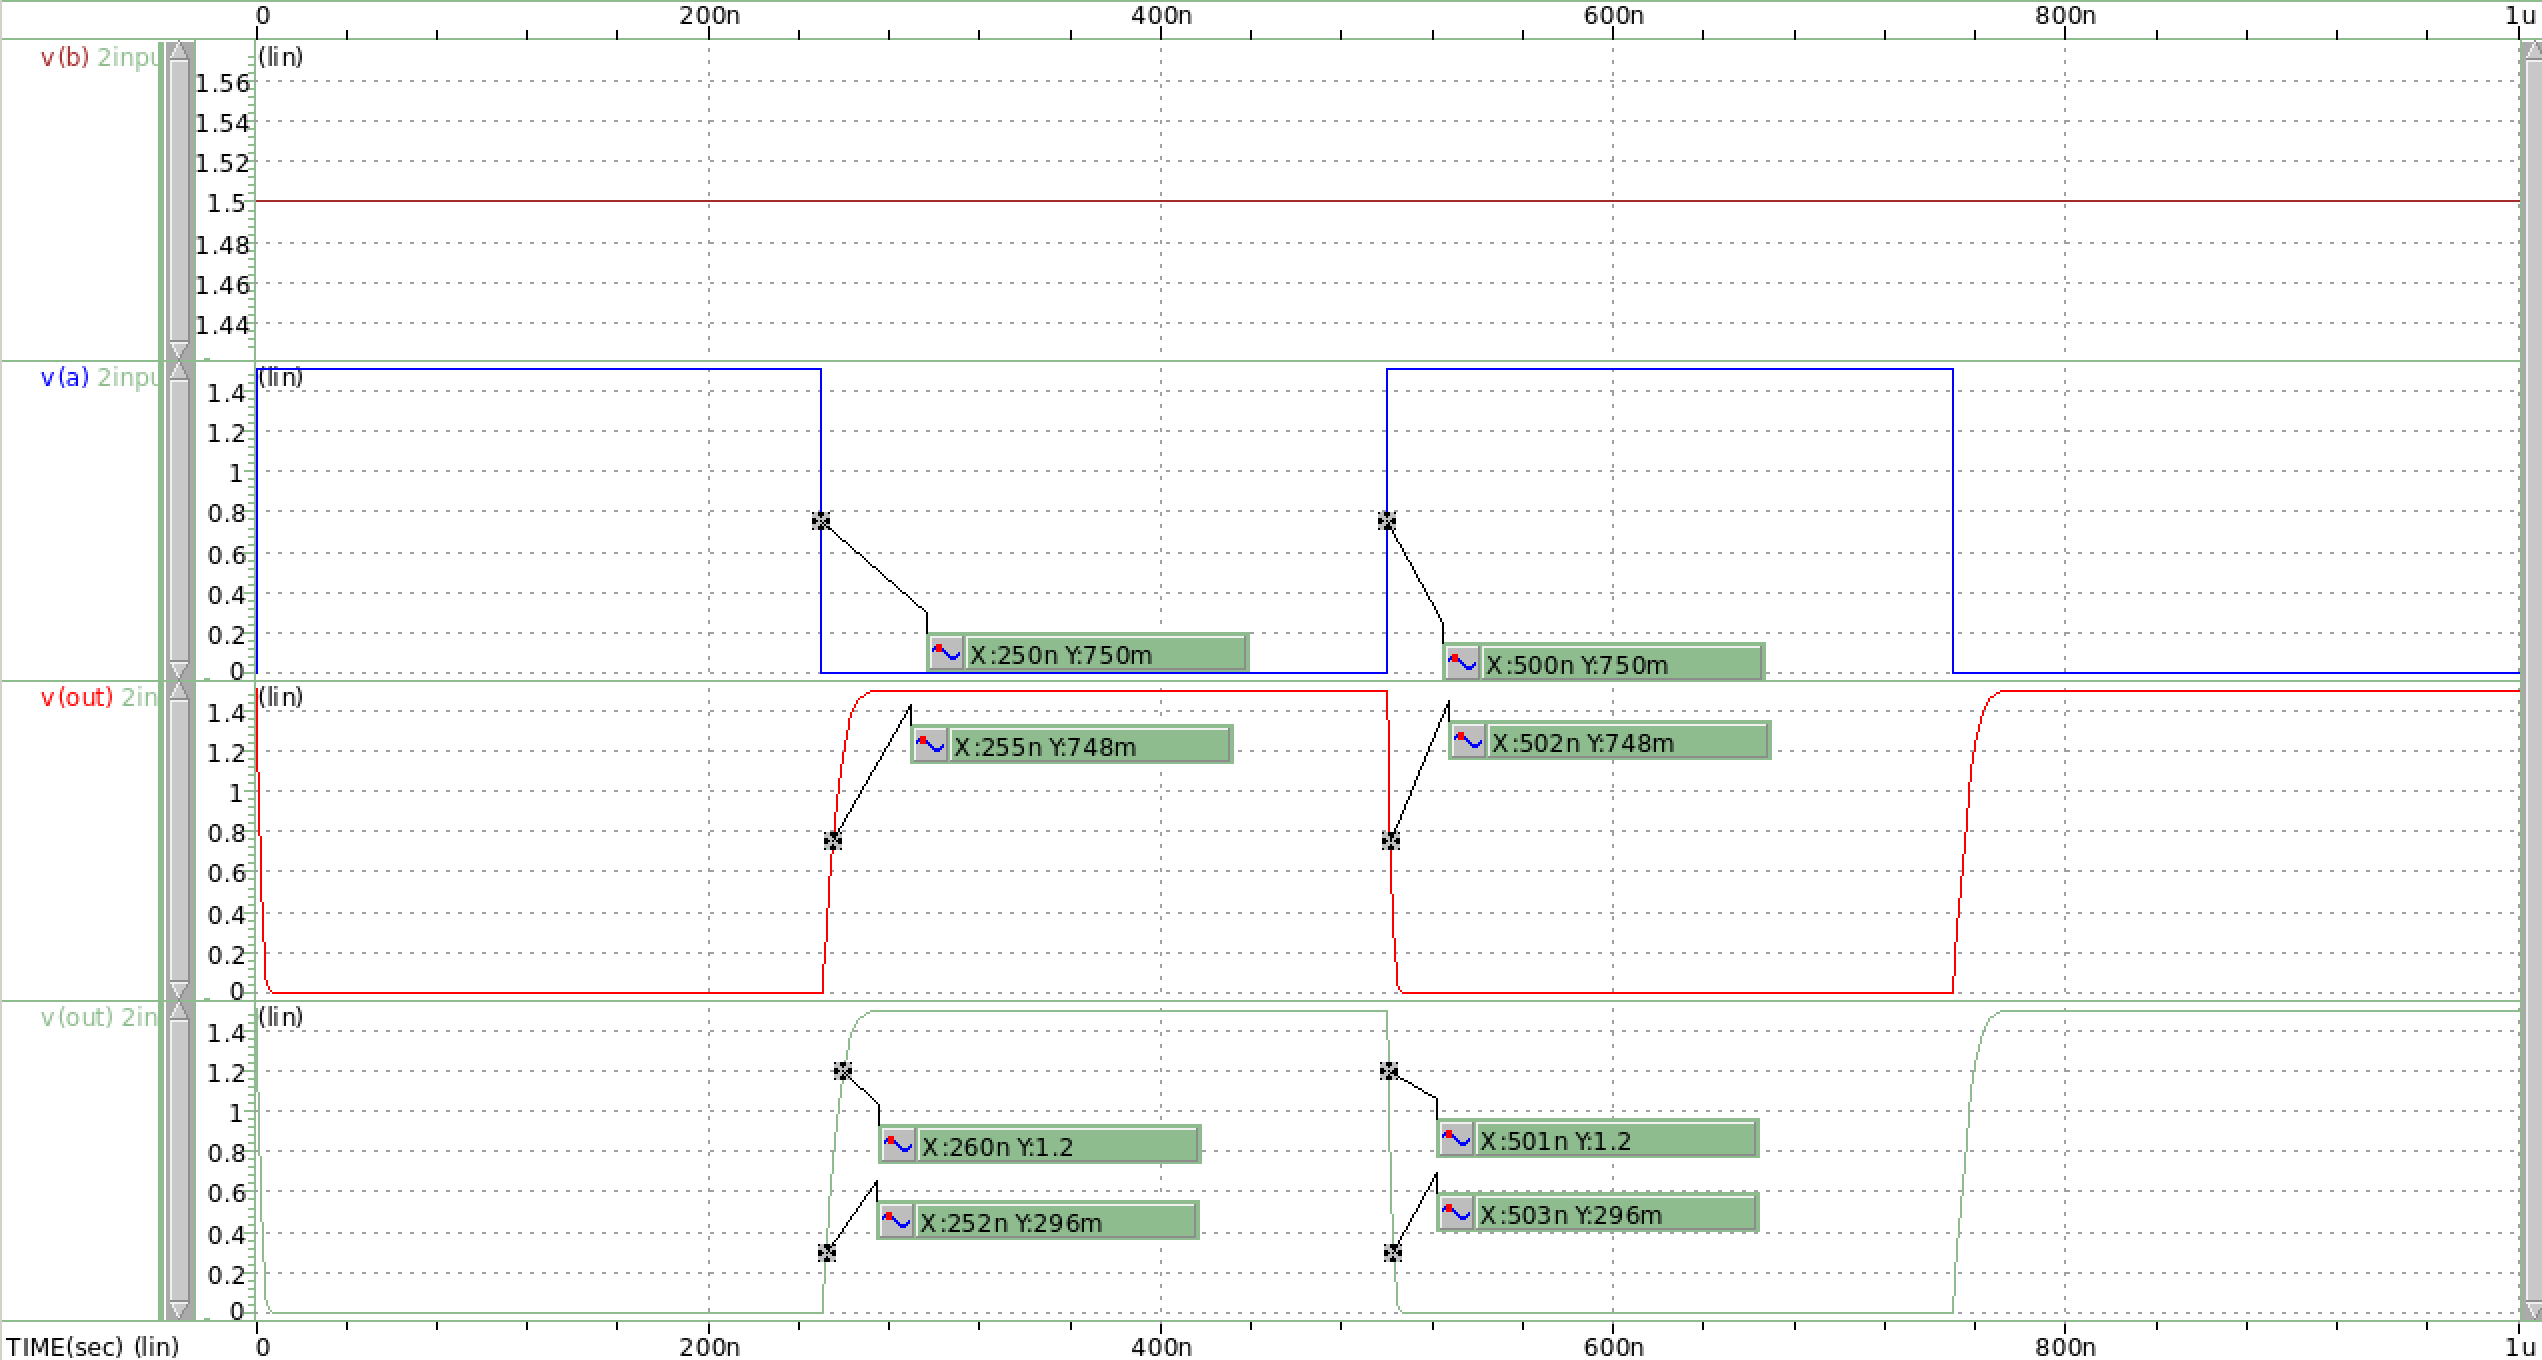 0 200n 400n 600n 800n 1u
v(b) 2inpu (lin)
1.56
1.54
1.52
1.5
1.48
1.46
1.44
v(a) 2inpu (lin)
1.4
1.2
1
0.8
0.6
0.4
0.2
0
X:250n Y:750m
X:500n Y:750m
v(out) 2in (lin)
1.4
1.2
1
0.8
0.6
0.4
0.2
0
X:255n Y:748m
X:502n Y:748m
v(out) 2in (lin)
1.4
1.2
1
0.8
0.6
0.4
0.2
0
X:260n Y:1.2
X:501n Y:1.2
X:252n Y:296m
X:503n Y:296m
TIME(sec) (lin) 0 200n 400n 600n 800n 1u